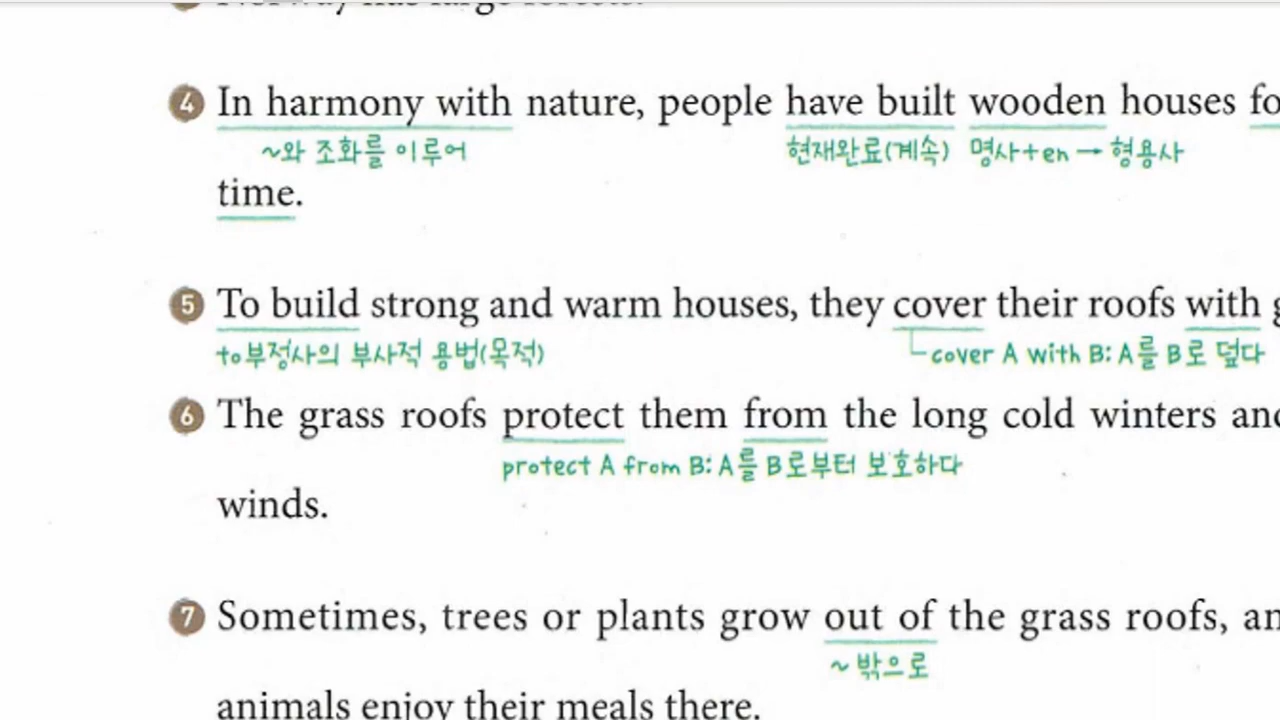 ④ In harmony with nature, people have built wooden houses
~와 조화를 이루어 현재완료(계속) 명사+en → 형용사
time.
⑤ To build strong and warm houses, they cover their roofs with
to부정사의 부사적 용법(목적) cover A with B: A를 B로 덮다
⑥ The grass roofs protect them from the long cold winters
protect A from B: A를 B로부터 보호하다
winds.
⑦ Sometimes, trees or plants grow out of the grass roofs,
~ 밖으로
animals enjoy their meals there.